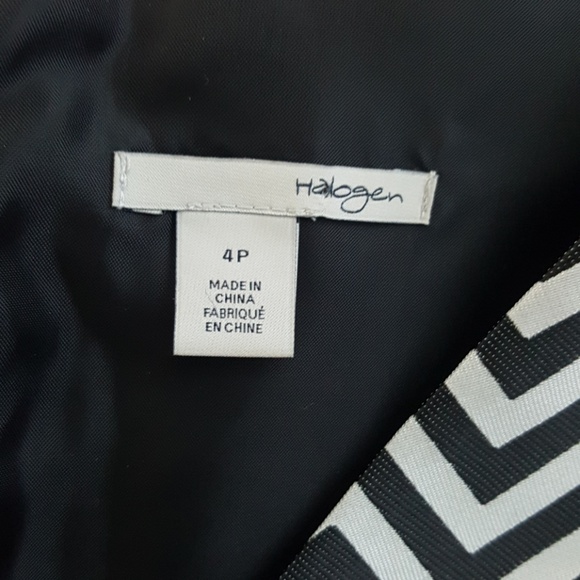 Halogen
4P
MADE IN
CHINA
FABRIQUÉ
EN CHINE